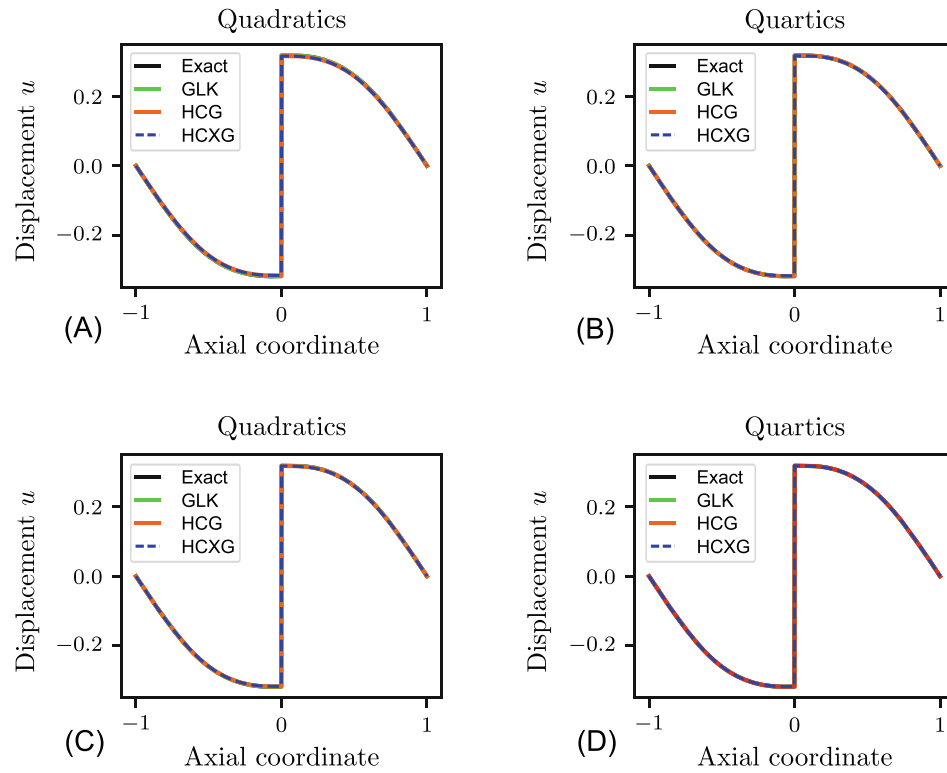 Quadratics
Displacement u
0.2
0.0
−0.2
Exact
GLK
HCG
HCXG
−1
0
1
(A)
Axial coordinate
Quartics
Displacement u
0.2
0.0
−0.2
Exact
GLK
HCG
HCXG
−1
0
1
(B)
Axial coordinate
Quadratics
Displacement u
0.2
0.0
−0.2
Exact
GLK
HCG
HCXG
−1
0
1
(C)
Axial coordinate
Quartics
Displacement u
0.2
0.0
−0.2
Exact
GLK
HCG
HCXG
−1
0
1
(D)
Axial coordinate